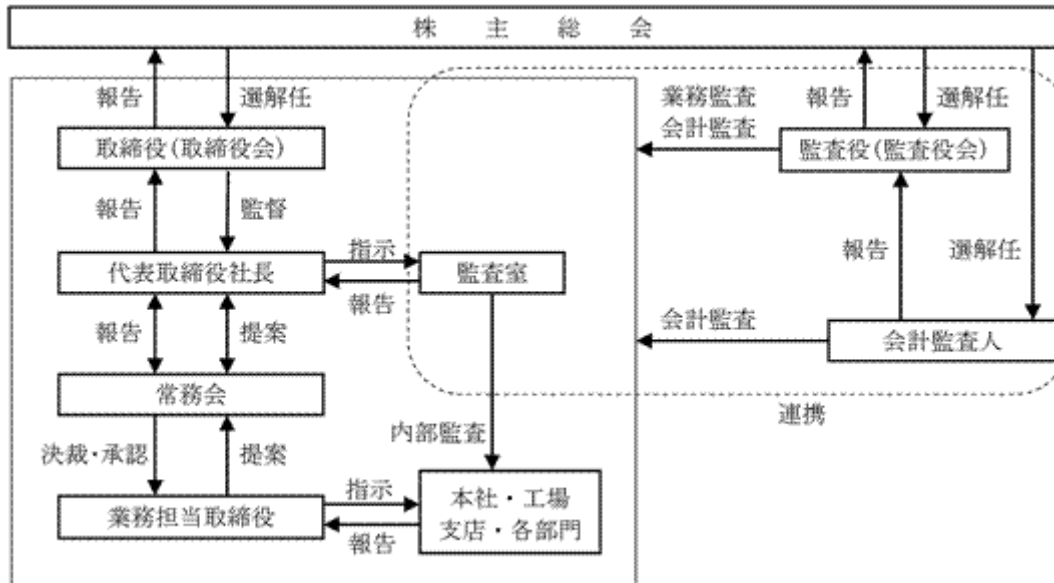 株主総会
報告
選解任
業務監査
会計監査
報告
選解任
取締役(取締役会)
監査役(監査役会)
報告
監督
指示
報告
選解任
代表取締役社長
監査室
報告
報告
提案
会計監査
会計監査人
常務会
連携
決裁・承認
提案
内部監査
指示
本社・工場
支店・各部門
業務担当取締役
報告